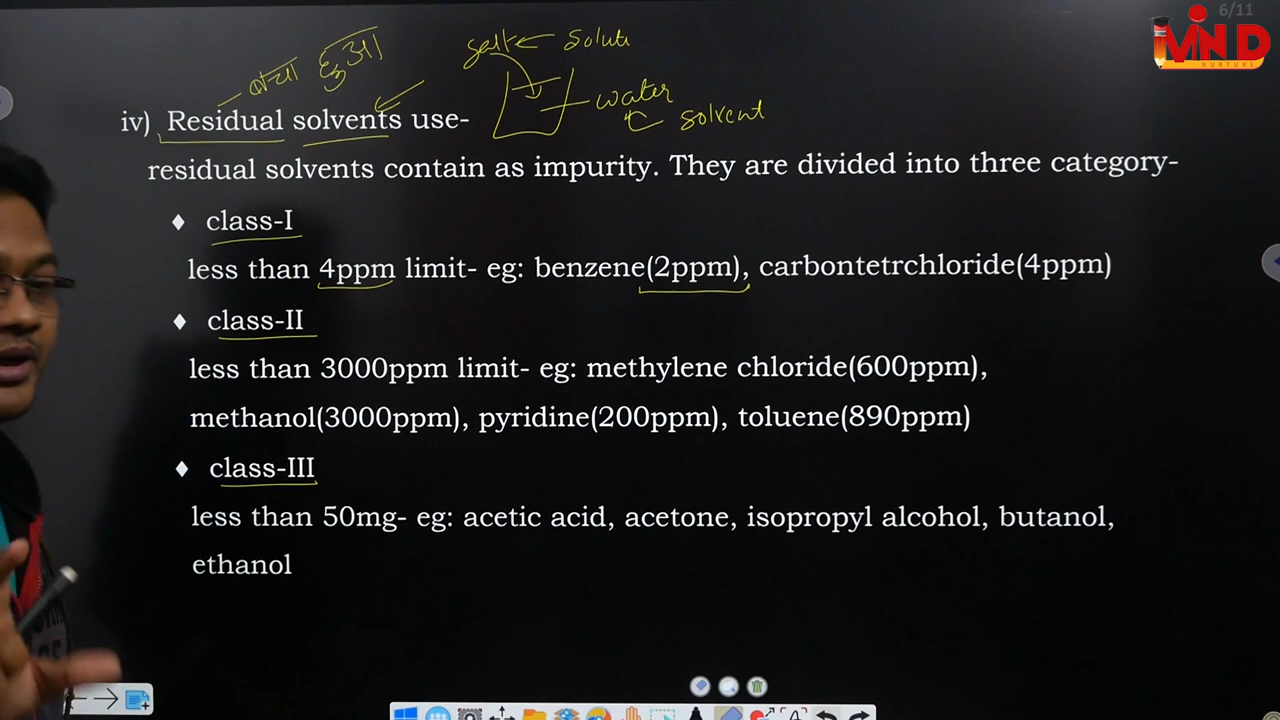 6/11
MIND
NURTURE
बचा हुआ
salt ← solute
water
solvent
iv) Residual solvents use-
residual solvents contain as impurity. They are divided into three category-
♦ class-I
less than 4ppm limit- eg: benzene(2ppm), carbontetrchloride(4ppm)
♦ class-II
less than 3000ppm limit- eg: methylene chloride(600ppm),
methanol(3000ppm), pyridine(200ppm), toluene(890ppm)
♦ class-III
less than 50mg- eg: acetic acid, acetone, isopropyl alcohol, butanol,
ethanol